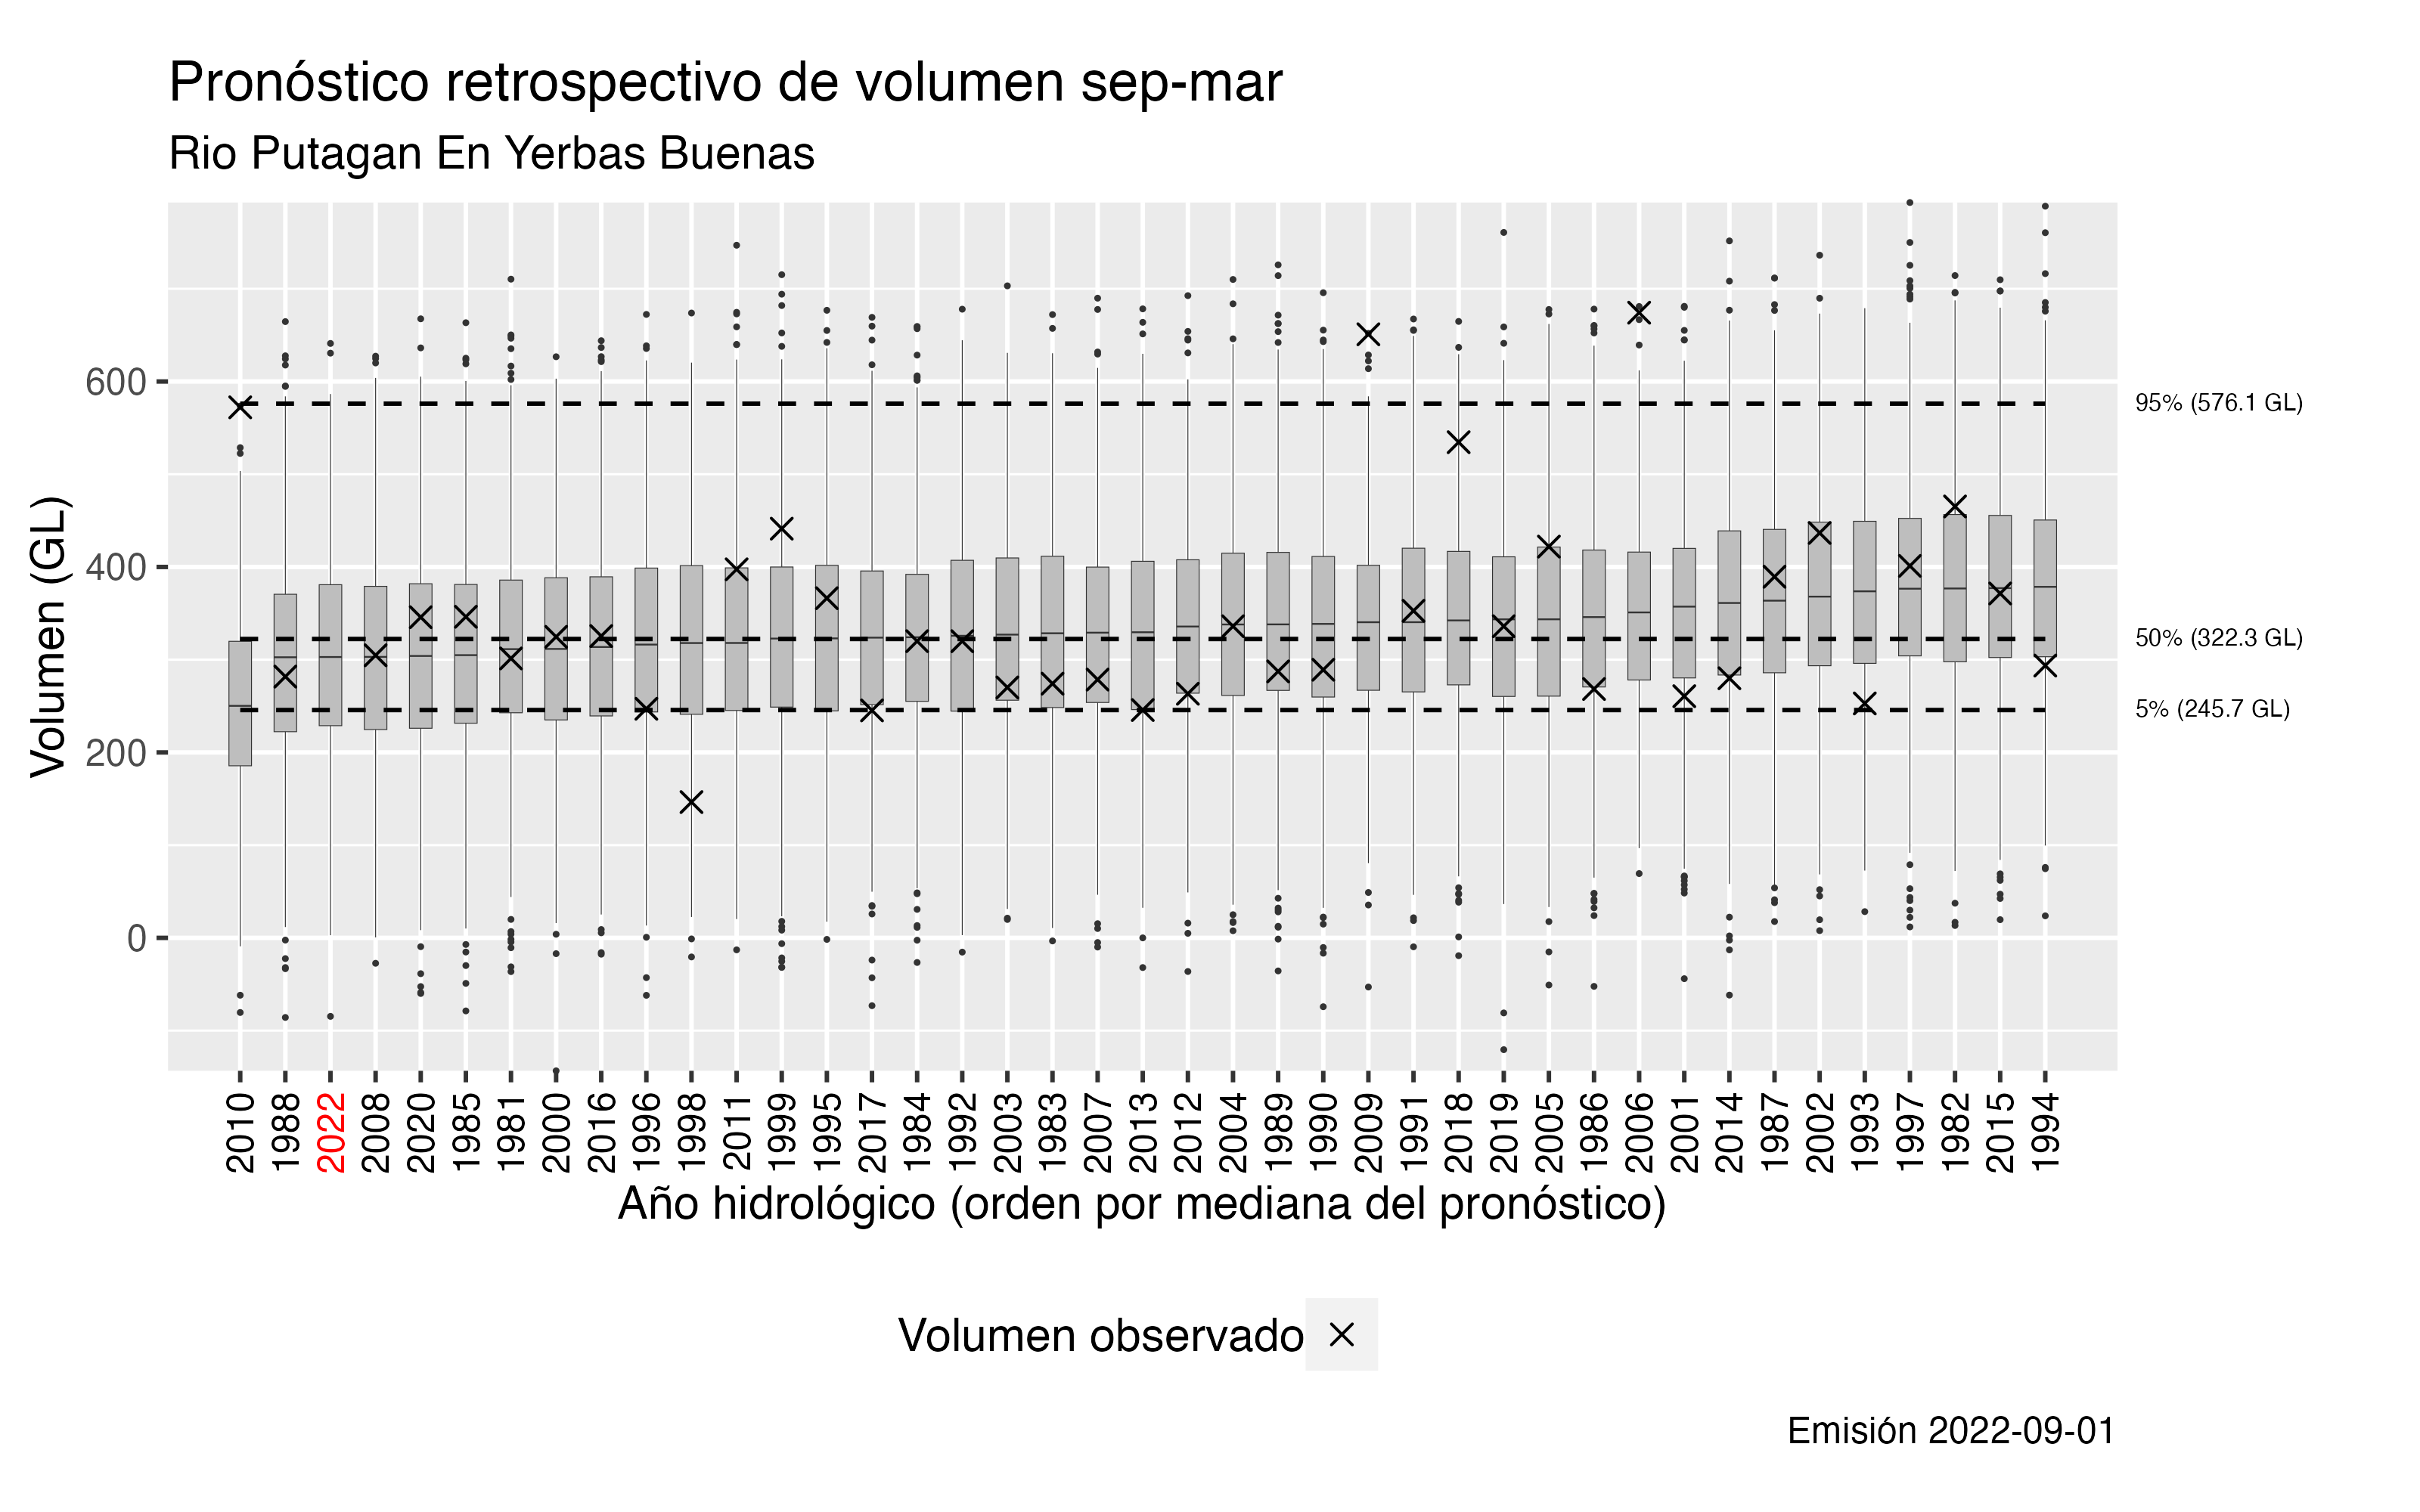 Pronóstico retrospectivo de volumen sep-mar
Rio Putagan En Yerbas Buenas
Volumen (GL)
600
400
200
0
95% (576.1 GL)
50% (322.3 GL)
5% (245.7 GL)
2010 1988 2022 2008 2020 1985 1981 2000 2016 1996 1998 2011 1999 1995 2017 1984 1992 2003 1983 2007 2013 2012 2004 1989 1990 2009 1991 2018 2019 2005 1986 2006 2001 2014 1987 2002 1993 1997 1982 2015 1994
Año hidrológico (orden por mediana del pronóstico)
Volumen observado
Emisión 2022-09-01